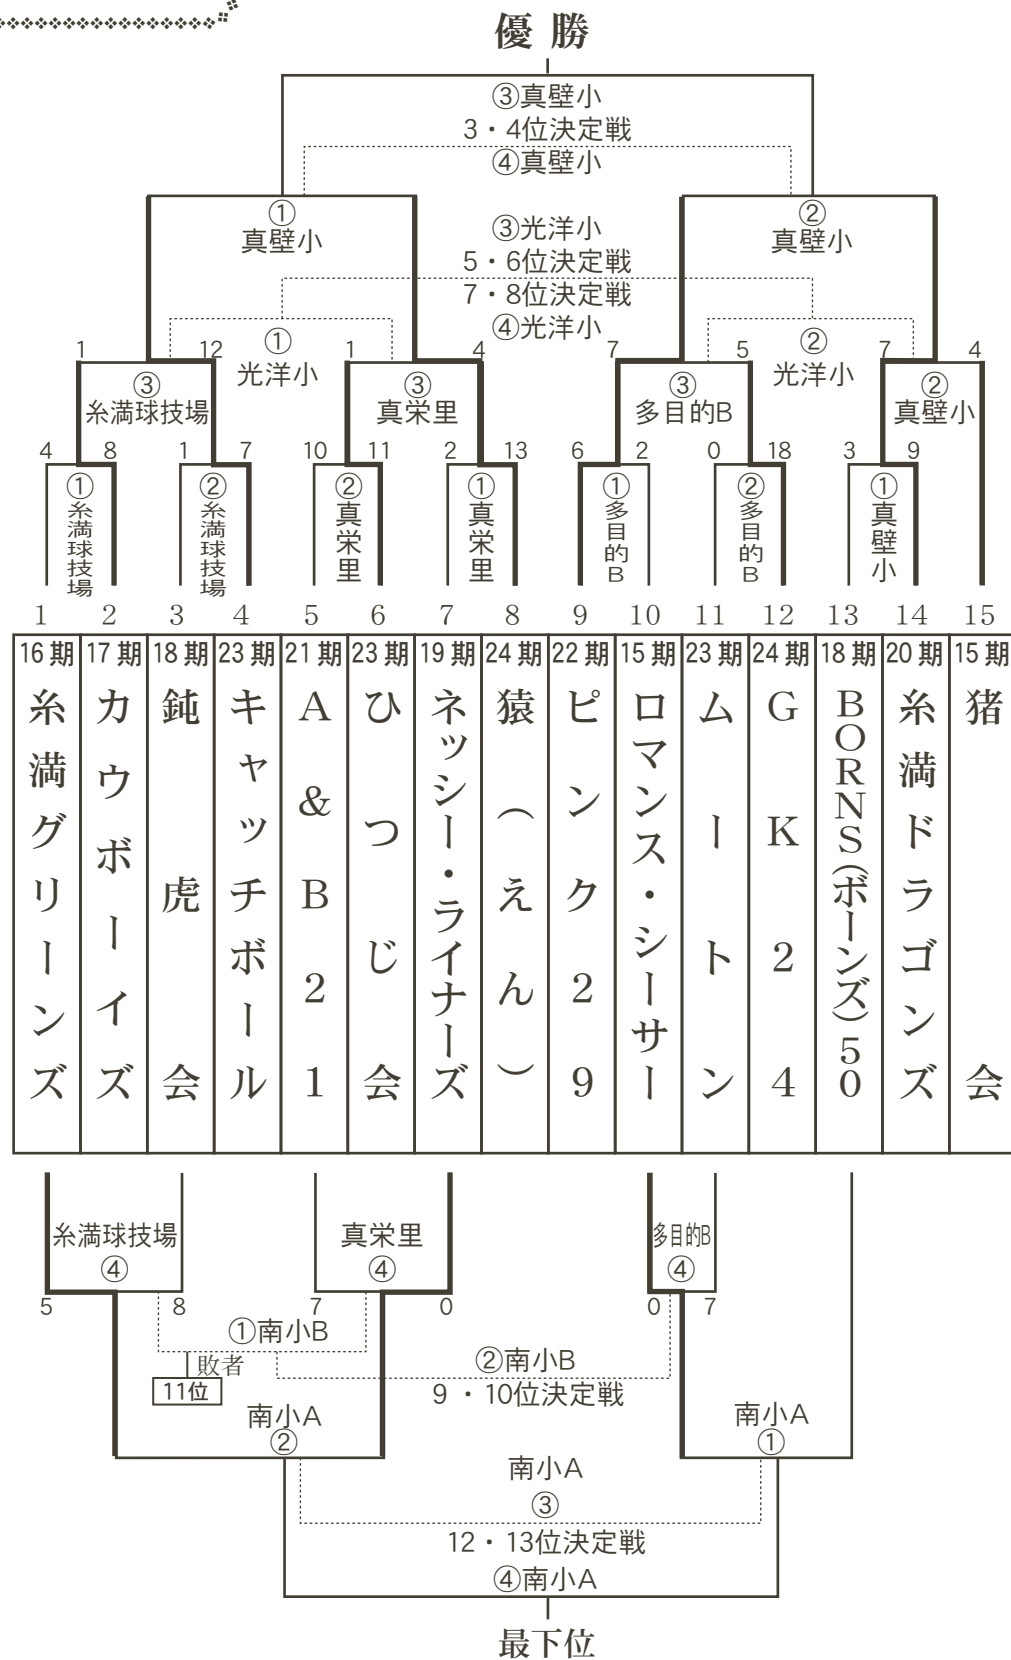 優勝
③真壁小
3・4位決定戦
④真壁小
①
真壁小
②
真壁小
③光洋小
5・6位決定戦
7・8位決定戦
④光洋小
①
光洋小
②
光洋小
1 12 1 4 7 5 7 4
③
糸満球技場
③
真栄里
③
多目的B
②
真壁小
4 8 1 7 10 11 2 13 6 2 0 18 3 9
①糸満球技場
②糸満球技場
②真栄里
①真栄里
①多目的B
②多目的B
①真壁小
1 2 3 4 5 6 7 8 9 10 11 12 13 14 15
16期 17期 18期 23期 21期 23期 19期 24期 22期 15期 23期 24期 18期 20期 15期
糸満グリーンズ
カウボーイズ
鈍虎会
キャッチボール
A&B21
ひつじ会
ネッシー・ライナーズ
猿(えん)
ピンク29
ロマンス・シーサー
ムートン
GK24
BORNS(ボーンズ)50
糸満ドラゴンズ
猪会
糸満球技場
④
真栄里
④
多目的B
④
5 8 7 0 0 7
①南小B
敗者
11位
②南小B
9・10位決定戦
南小A
②
南小A
①
南小A
③
12・13位決定戦
④南小A
最下位